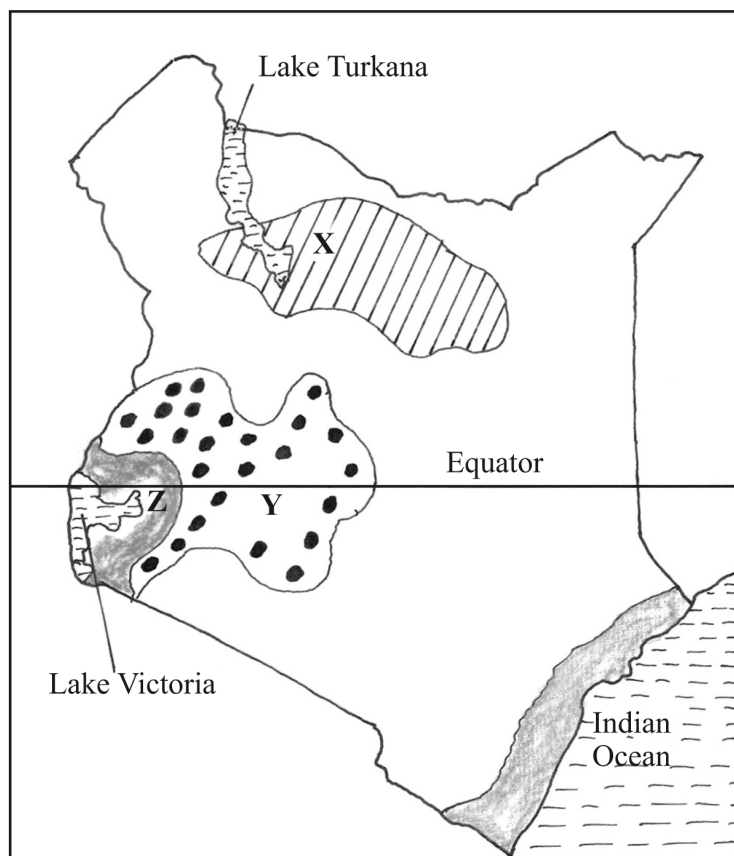 Lake Turkana
X
Equator
Z
Y
Lake Victoria
Indian
Ocean